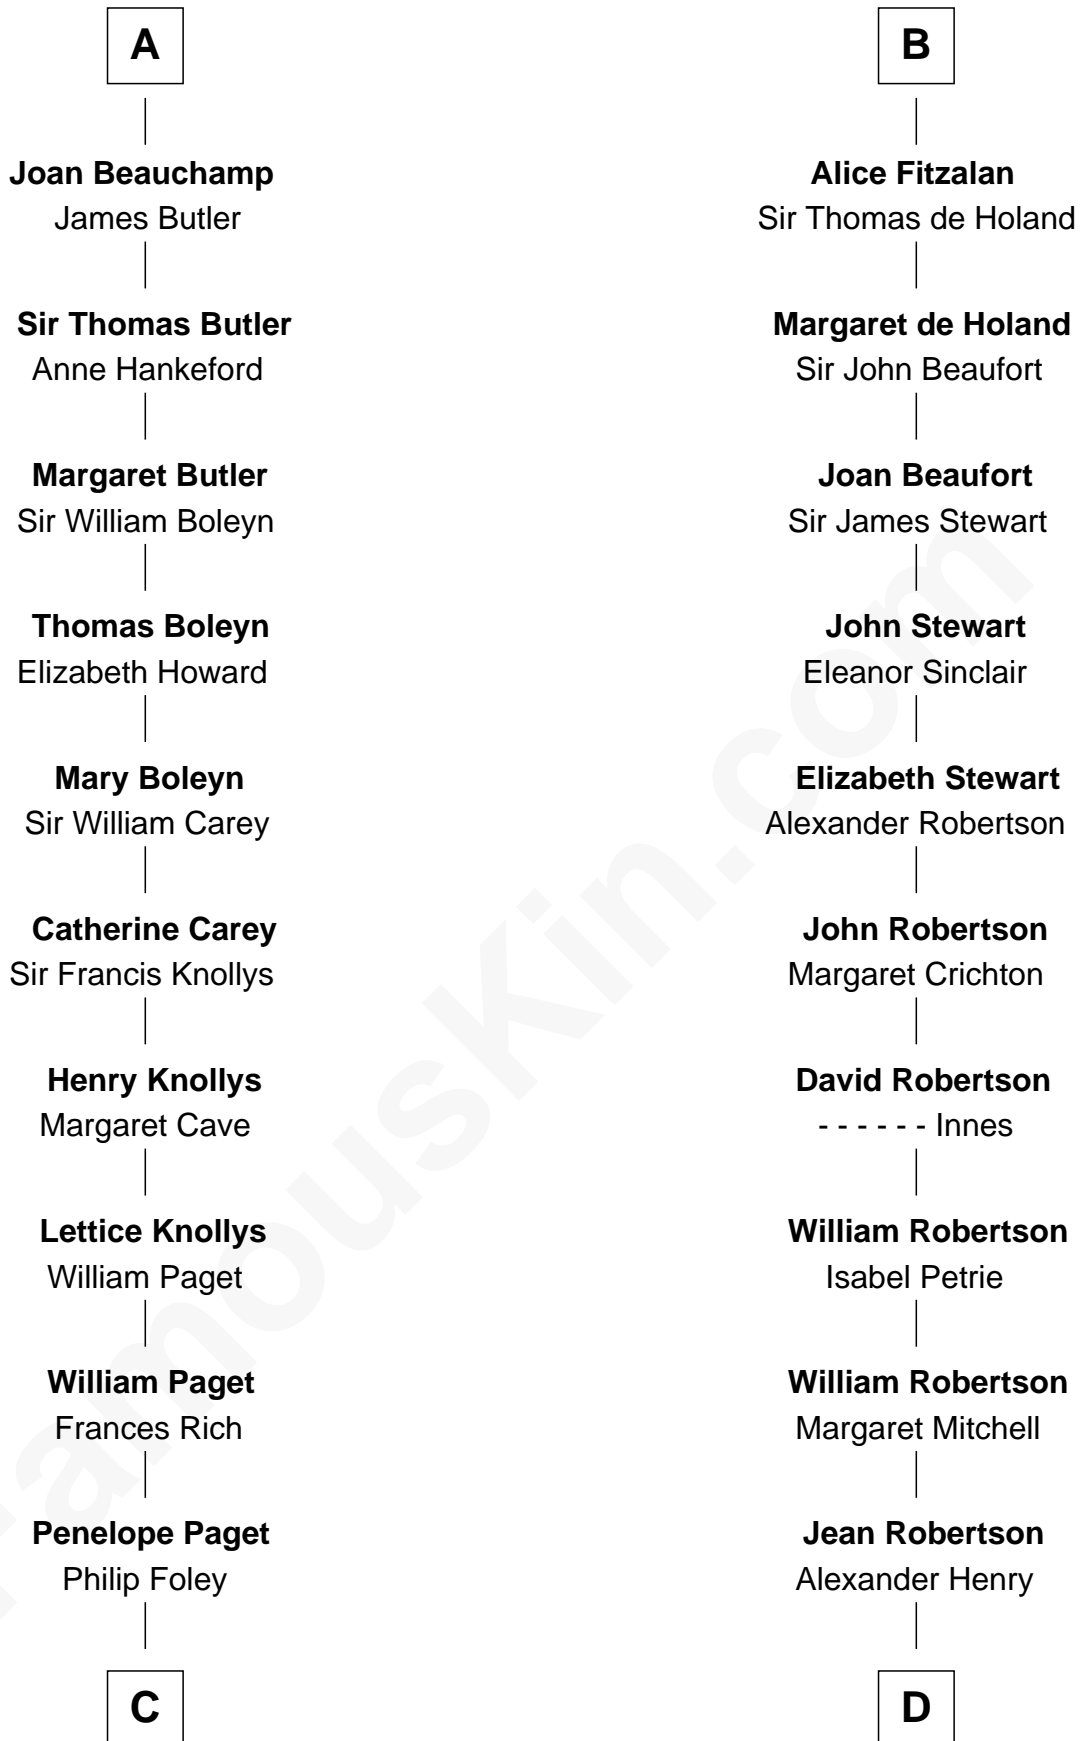 A
Joan Beauchamp
James Butler
Sir Thomas Butler
Anne Hankeford
Margaret Butler
Sir William Boleyn
Thomas Boleyn
Elizabeth Howard
Mary Boleyn
Sir William Carey
Catherine Carey
Sir Francis Knollys
Henry Knollys
Margaret Cave
Lettice Knollys
William Paget
William Paget
Frances Rich
Penelope Paget
Philip Foley
C
B
Alice Fitzalan
Sir Thomas de Holand
Margaret de Holand
Sir John Beaufort
Joan Beaufort
Sir James Stewart
John Stewart
Eleanor Sinclair
Elizabeth Stewart
Alexander Robertson
John Robertson
Margaret Crichton
David Robertson
- - - - - - Innes
William Robertson
Isabel Petrie
William Robertson
Margaret Mitchell
Jean Robertson
Alexander Henry
D
FamousKin.com